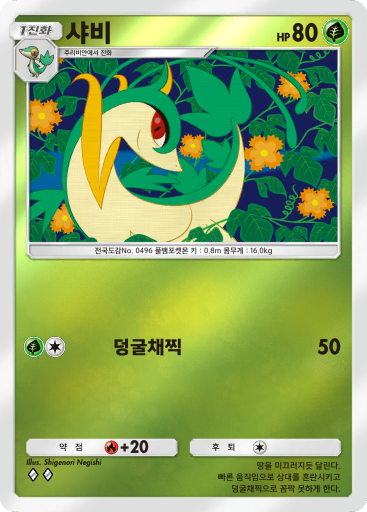 1진화 샤비 HP 80
주리비안에서 진화
전국도감No. 0496 풀뱀포켓몬 키 : 0.8m 몸무게 : 16.0kg
덩굴채찍 50
약점 +20 후퇴
Illus. Shigenori Negishi
땅을 미끄러지듯 달린다.
빠른 움직임으로 상대를 혼란시키고
덩굴채찍으로 꼼짝 못하게 한다.